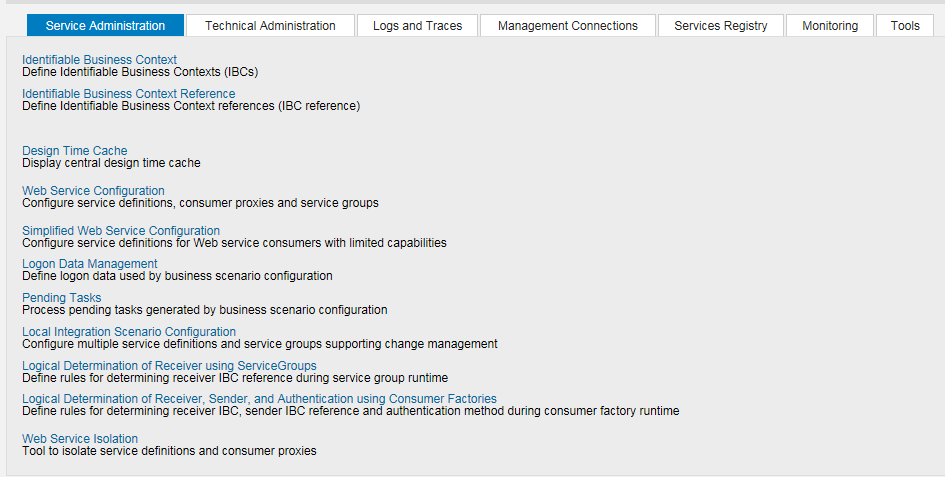 Service Administration Technical Administration Logs and Traces Management Connections Services Registry Monitoring Tools
Identifiable Business Context
Define Identifiable Business Contexts (IBCs)
Identifiable Business Context Reference
Define Identifiable Business Context references (IBC reference)
Design Time Cache
Display central design time cache
Web Service Configuration
Configure service definitions, consumer proxies and service groups
Simplified Web Service Configuration
Configure service definitions for Web service consumers with limited capabilities
Logon Data Management
Define logon data used by business scenario configuration
Pending Tasks
Process pending tasks generated by business scenario configuration
Local Integration Scenario Configuration
Configure multiple service definitions and service groups supporting change management
Logical Determination of Receiver using ServiceGroups
Define rules for determining receiver IBC reference during service group runtime
Logical Determination of Receiver, Sender, and Authentication using Consumer Factories
Define rules for determining receiver IBC, sender IBC reference and authentication method during consumer factory runtime
Web Service Isolation
Tool to isolate service definitions and consumer proxies